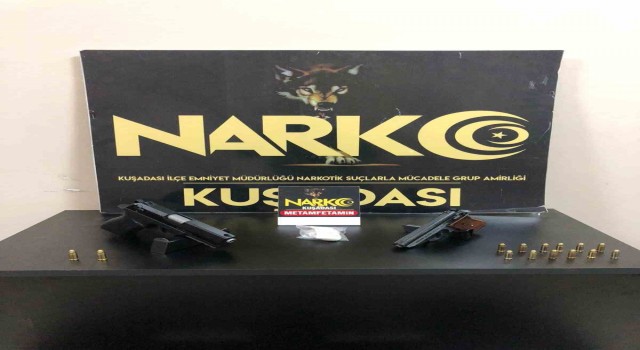 NARKO
KUŞADASI İLÇE EMNİYET MÜDÜRLÜĞÜ NARKOTİK SUÇLARLA MÜCADELE GRUP AMİRLİĞİ
KUŞADASI
NARKO
KUŞADASI
METAMFETAMİN